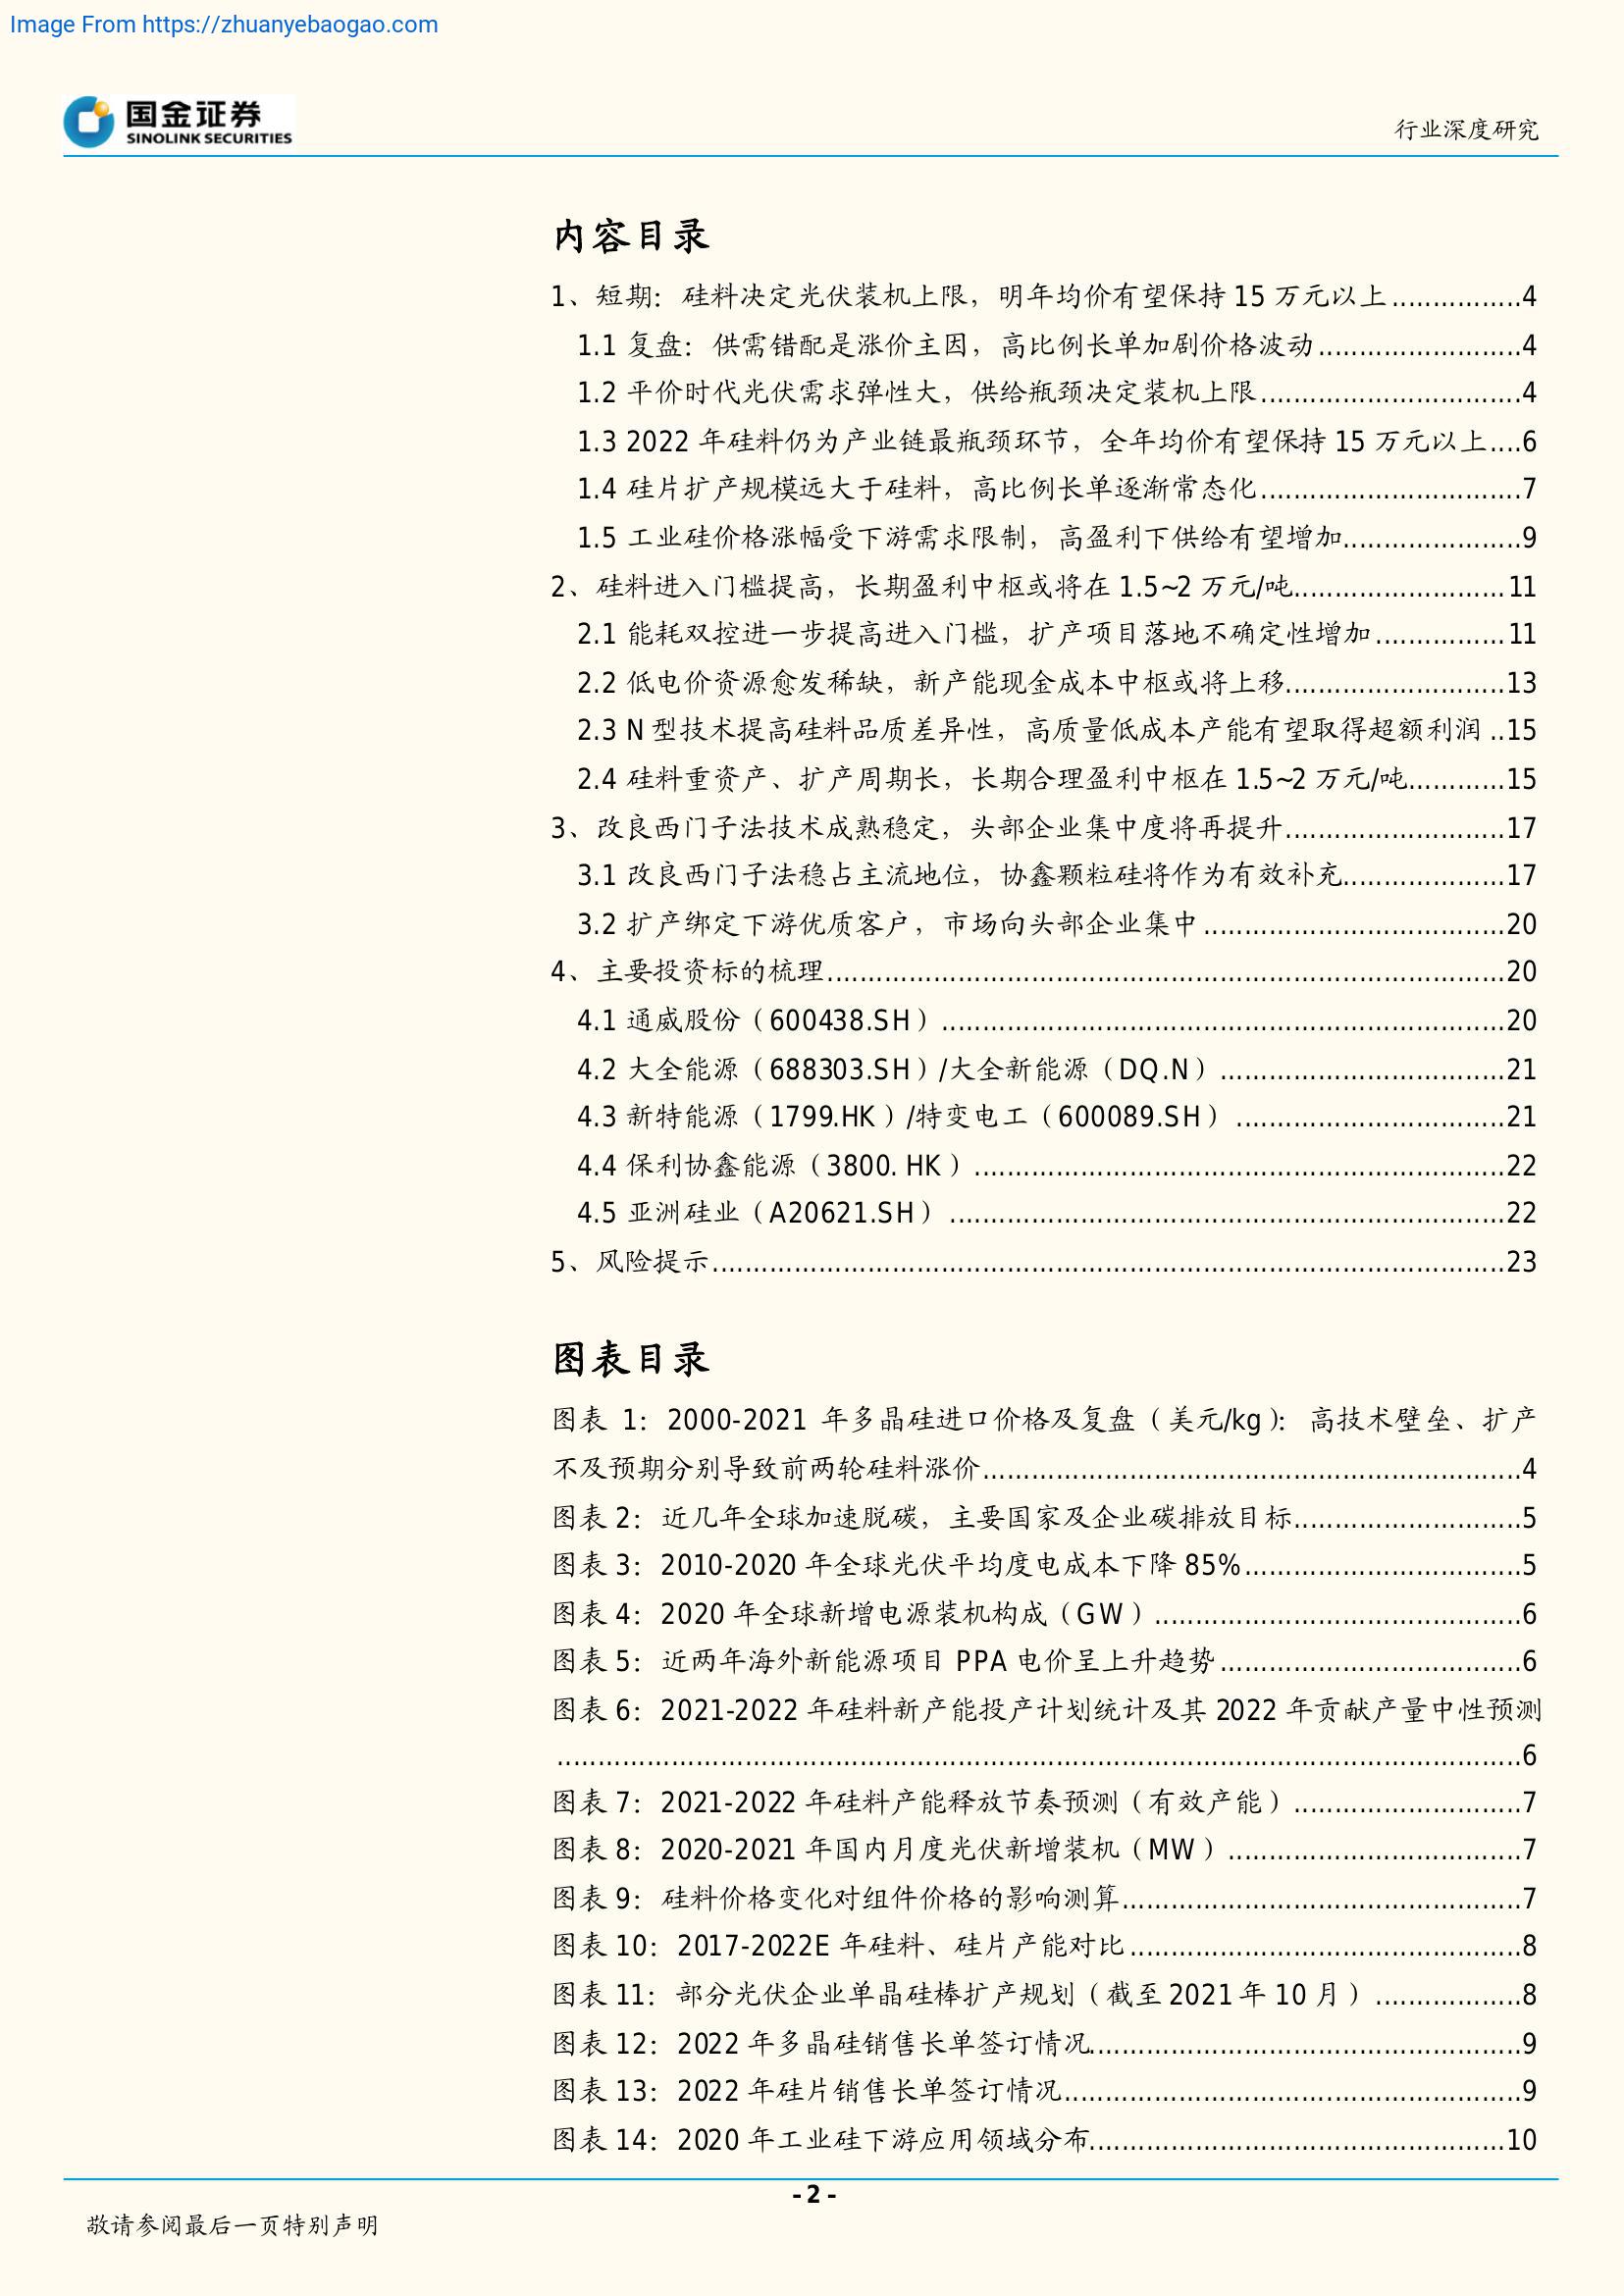 Image From https://zhuanyebaogao.com
国金证券
SINOLINK SECURITIES
行业深度研究
内容目录
1、短期：硅料决定光伏装机上限，明年均价有望保持 15 万元以上................4
1.1 复盘：供需错配是涨价主因，高比例长单加剧价格波动.........................4
1.2 平价时代光伏需求弹性大，供给瓶颈决定装机上限................................4
1.3 2022 年硅料仍为产业链最瓶颈环节，全年均价有望保持 15 万元以上....6
1.4 硅片扩产规模远大于硅料，高比例长单逐渐常态化................................7
1.5 工业硅价格涨幅受下游需求限制，高盈利下供给有望增加......................9
2、硅料进入门槛提高，长期盈利中枢或将在 1.5~2 万元/吨..........................11
2.1 能耗双控进一步提高进入门槛，扩产项目落地不确定性增加................11
2.2 低电价资源愈发稀缺，新产能现金成本中枢或将上移...........................13
2.3 N 型技术提高硅料品质差异性，高质量低成本产能有望取得超额利润 ..15
2.4 硅料重资产、扩产周期长，长期合理盈利中枢在 1.5~2 万元/吨............15
3、改良西门子法技术成熟稳定，头部企业集中度将再提升...........................17
3.1 改良西门子法稳占主流地位，协鑫颗粒硅将作为有效补充....................17
3.2 扩产绑定下游优质客户，市场向头部企业集中.....................................20
4、主要投资标的梳理...................................................................................20
4.1 通威股份（600438.SH）.....................................................................20
4.2 大全能源（688303.SH）/大全新能源（DQ.N）...................................21
4.3 新特能源（1799.HK）/特变电工（600089.SH）.................................21
4.4 保利协鑫能源（3800. HK）.................................................................22
4.5 亚洲硅业（A20621.SH）....................................................................22
5、风险提示.................................................................................................23
图表目录
图表 1：2000-2021 年多晶硅进口价格及复盘（美元/kg）：高技术壁垒、扩产
不及预期分别导致前两轮硅料涨价..................................................................4
图表 2：近几年全球加速脱碳，主要国家及企业碳排放目标............................5
图表 3：2010-2020 年全球光伏平均度电成本下降 85%..................................5
图表 4：2020 年全球新增电源装机构成（GW）.............................................6
图表 5：近两年海外新能源项目 PPA 电价呈上升趋势.....................................6
图表 6：2021-2022 年硅料新产能投产计划统计及其 2022 年贡献产量中性预测
......................................................................................................................6
图表 7：2021-2022 年硅料产能释放节奏预测（有效产能）............................7
图表 8：2020-2021 年国内月度光伏新增装机（MW）....................................7
图表 9：硅料价格变化对组件价格的影响测算.................................................7
图表 10：2017-2022E 年硅料、硅片产能对比................................................8
图表 11：部分光伏企业单晶硅棒扩产规划（截至 2021 年 10 月）..................8
图表 12：2022 年多晶硅销售长单签订情况.....................................................9
图表 13：2022 年硅片销售长单签订情况........................................................9
图表 14：2020 年工业硅下游应用领域分布...................................................10
- 2 -
敬请参阅最后一页特别声明